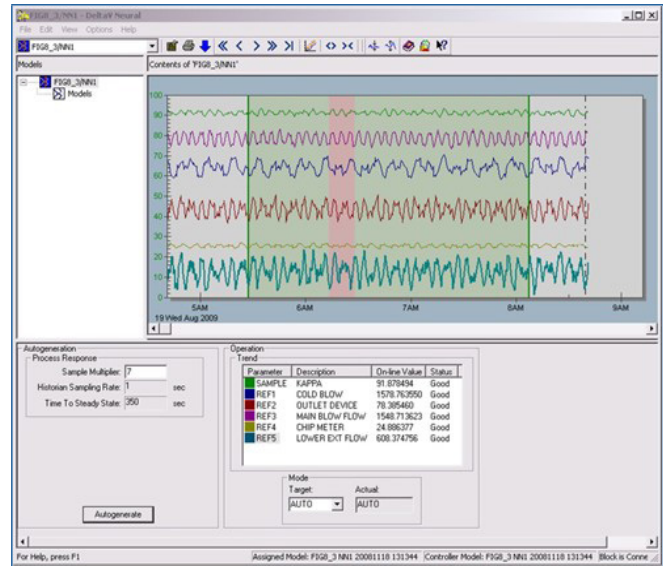 FIG8_3/NN1 - DeltaV Neural
File Edit View Options Help
FIG8_3/NN1
Models
Contents of 'FIG8_3/NN1'
FIG8_3/NN1
Models
100
90
80
70
60
50
40
30
20
10
0
5AM 6AM 7AM 8AM 9AM
19 Wed Aug 2009
Autogeneration
Process Response
Sample Multiplier: 7
Historian Sampling Rate: 1 sec
Time To Steady State: 350 sec
Autogenerate
Operation
Trend
Parameter Description On-line Value Status
SAMPLE KAPPA 91.878494 Good
REF1 COLD BLOW 1578.763550 Good
REF2 OUTLET DEVICE 78.385460 Good
REF3 MAIN BLOW FLOW 1548.713623 Good
REF4 CHIP METER 24.886377 Good
REF5 LOWER EXT FLOW 608.374756 Good
Mode
Target: Actual:
AUTO AUTO
For Help, press F1
Assigned Model: FIG8_3 NN1 20081118 131344 Controller Model: FIG8_3 NN1 20081118 131344 Block is Conne